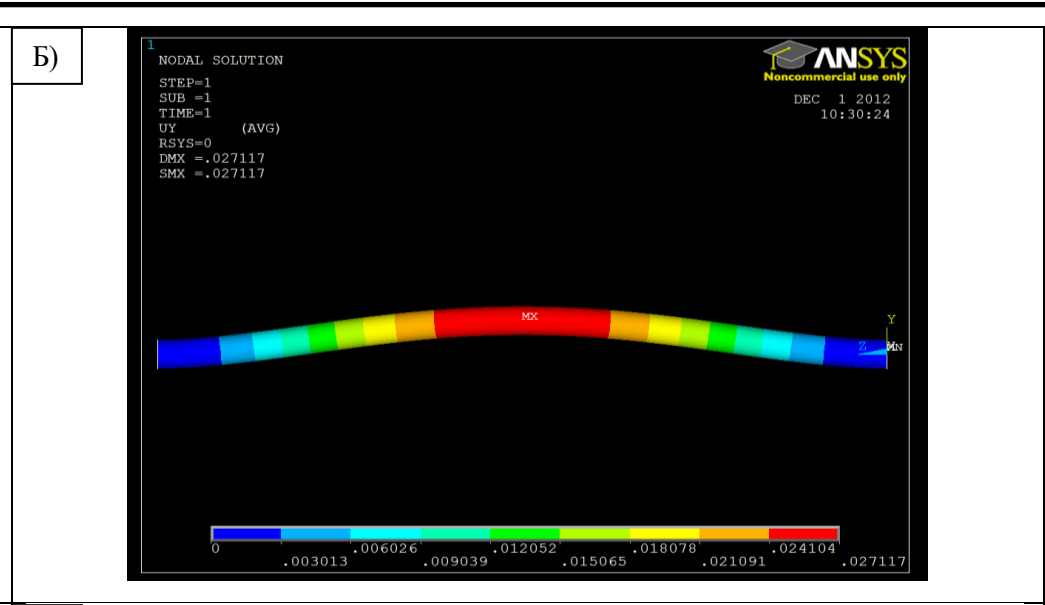 Б)
1
NODAL SOLUTION
STEP=1
SUB =1
TIME=1
UY (AVG)
RSYS=0
DMX =.027117
SMX =.027117
ANSYS
Noncommercial use only
DEC 1 2012
10:30:24
MX
Y
Z
MN
0 .006026 .012052 .018078 .024104
.003013 .009039 .015065 .021091 .027117